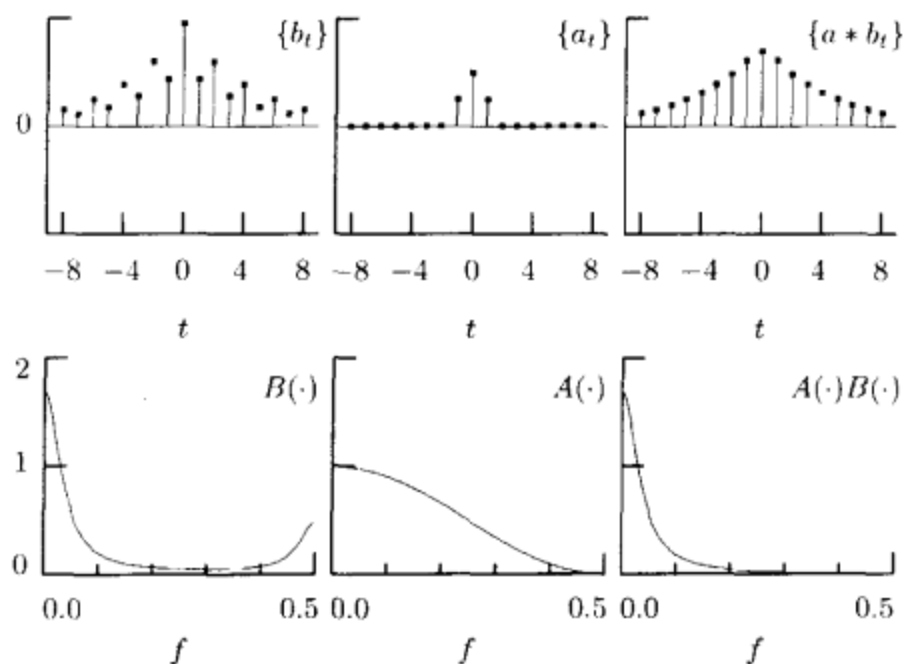 {b_t} {a_t} {a * b_t}
0
−8 −4 0 4 8 −8 −4 0 4 8 −8 −4 0 4 8
t t t
2 B(·) A(·) A(·)B(·)
1
0
0.0 0.5 0.0 0.5 0.0 0.5
f f f